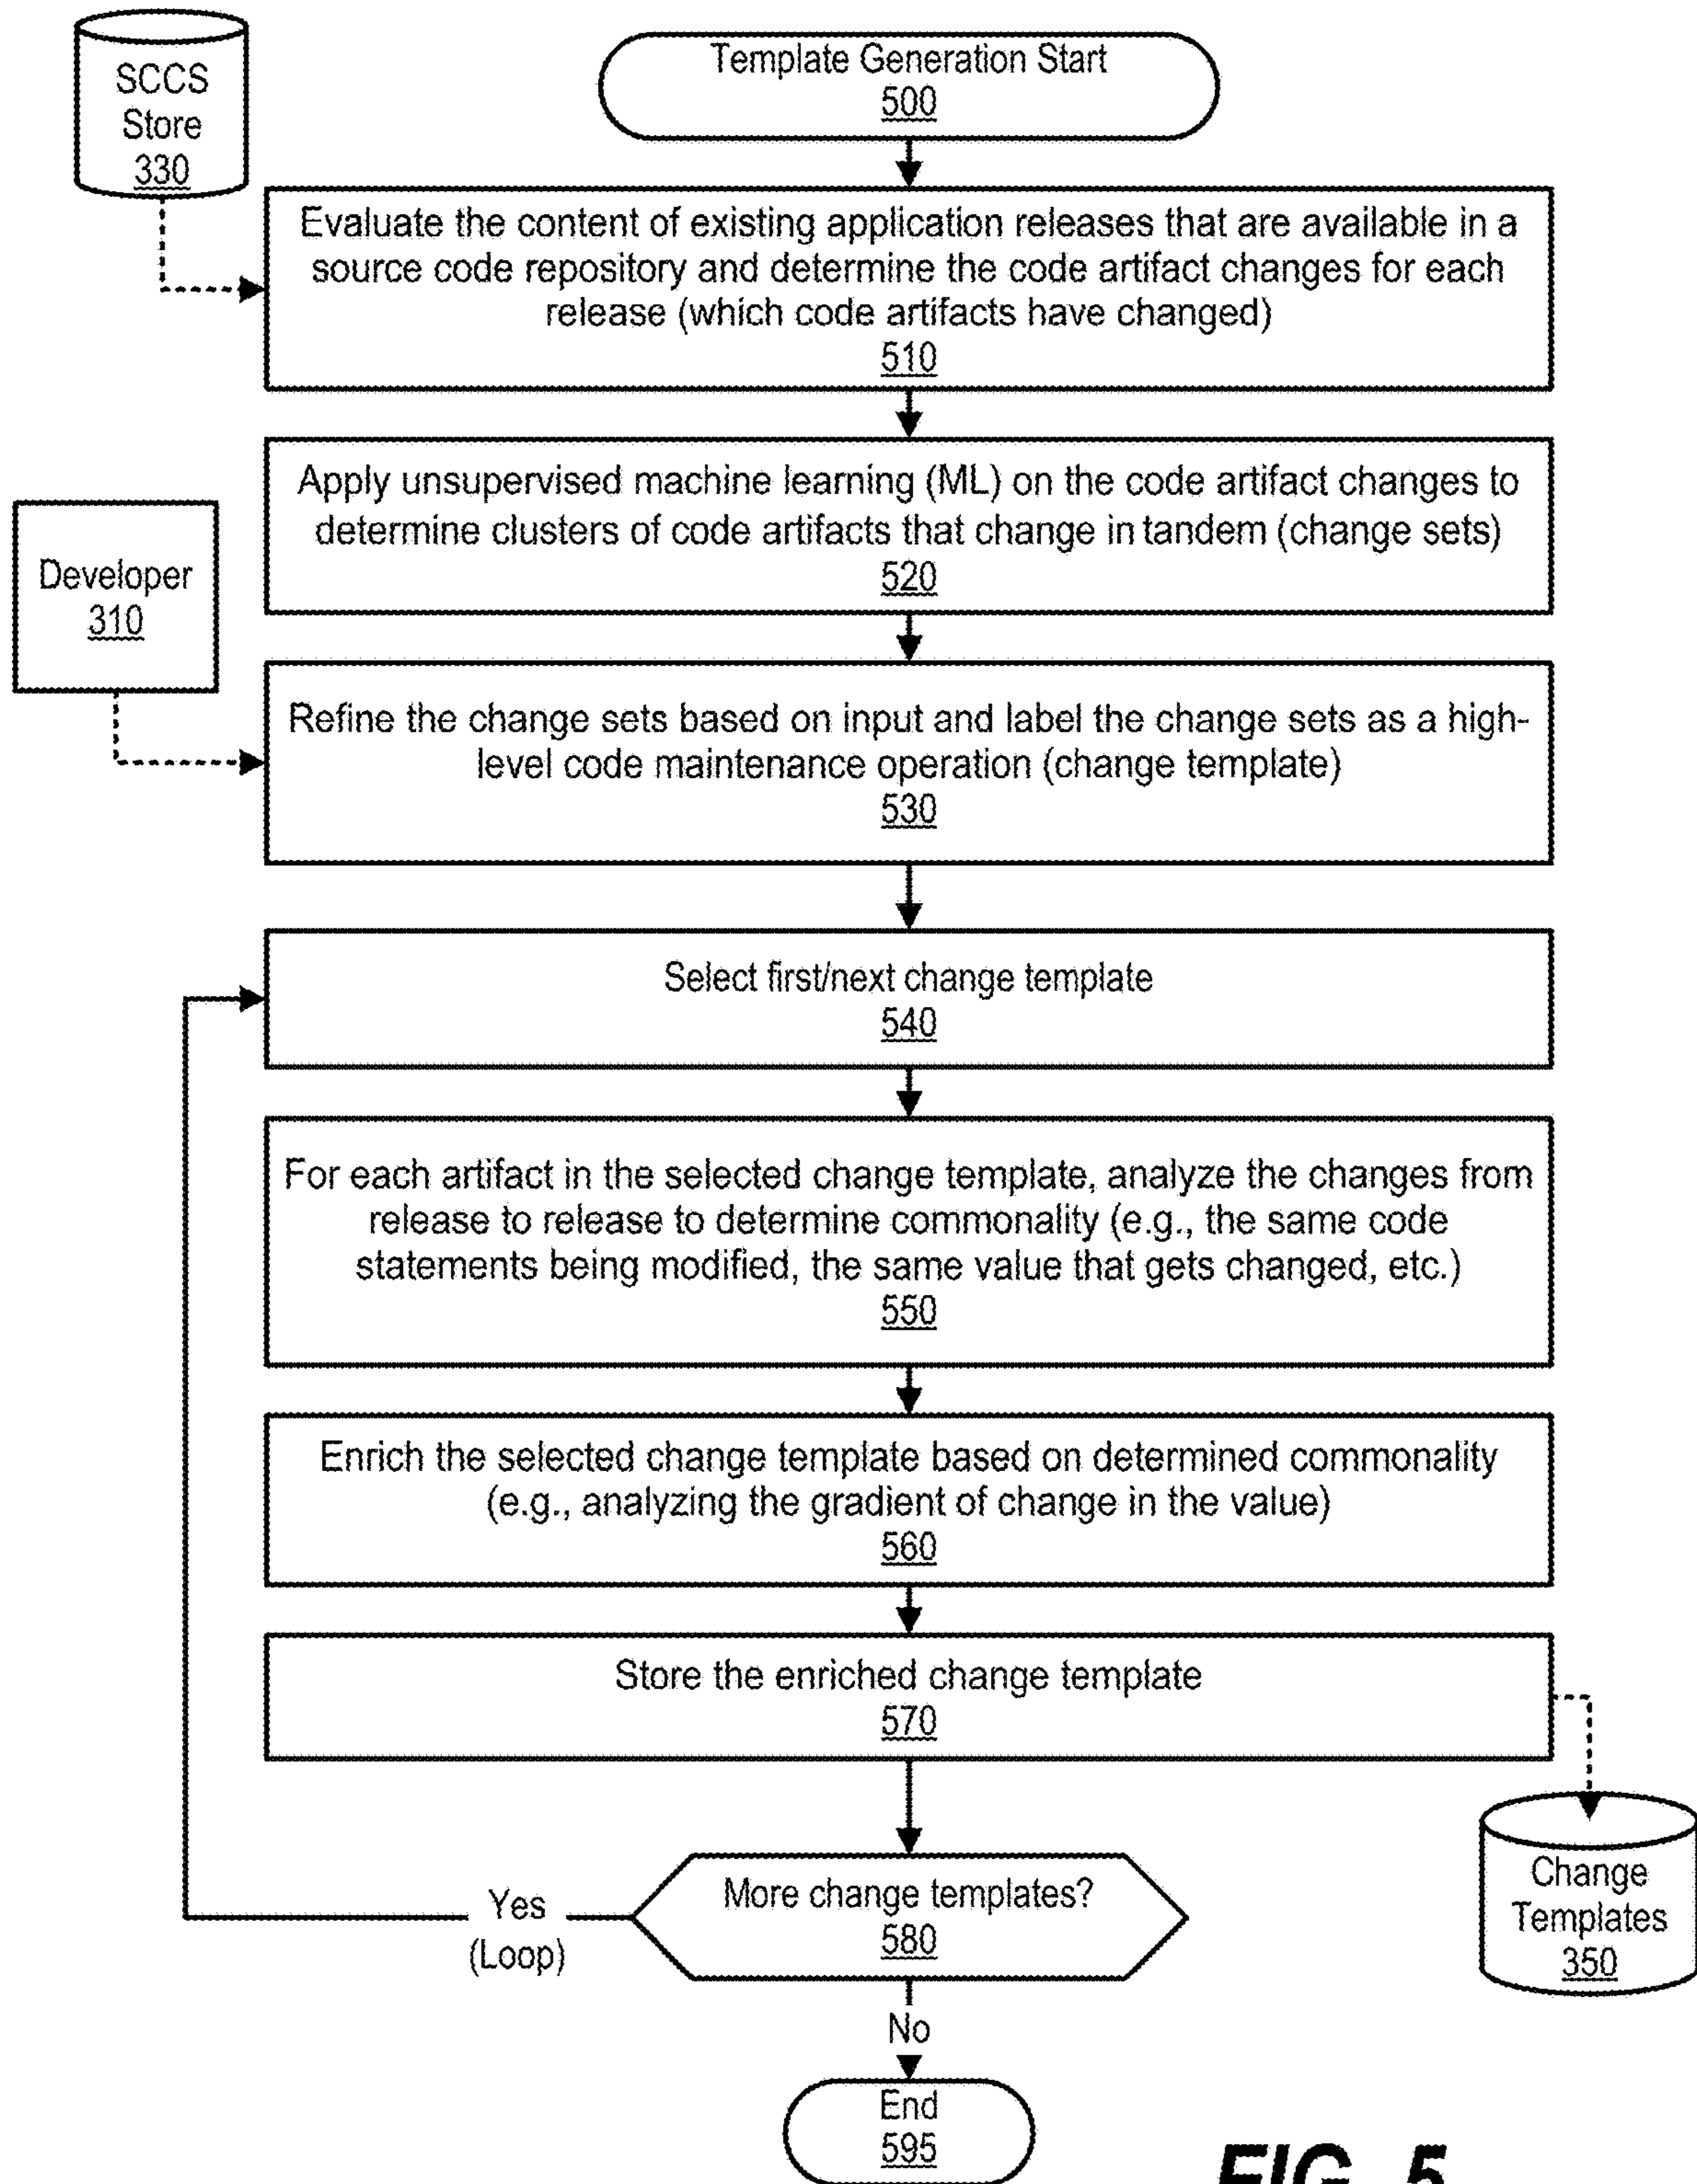 SCCS
Store
330
Template Generation Start
500
Evaluate the content of existing application releases that are available in a
source code repository and determine the code artifact changes for each
release (which code artifacts have changed)
510
Apply unsupervised machine learning (ML) on the code artifact changes to
determine clusters of code artifacts that change in tandem (change sets)
520
Developer
310
Refine the change sets based on input and label the change sets as a high-
level code maintenance operation (change template)
530
Select first/next change template
540
For each artifact in the selected change template, analyze the changes from
release to release to determine commonality (e.g., the same code
statements being modified, the same value that gets changed, etc.)
550
Enrich the selected change template based on determined commonality
(e.g., analyzing the gradient of change in the value)
560
Store the enriched change template
570
More change templates?
580
Yes
(Loop)
Change
Templates
350
No
End
595
FIG. 5